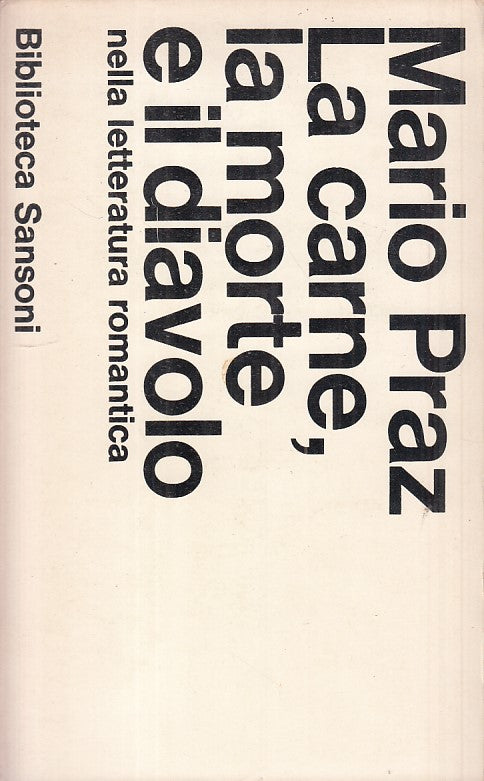 Mario Praz
La carne,
la morte
e il diavolo
nella letteratura romantica
Biblioteca Sansoni